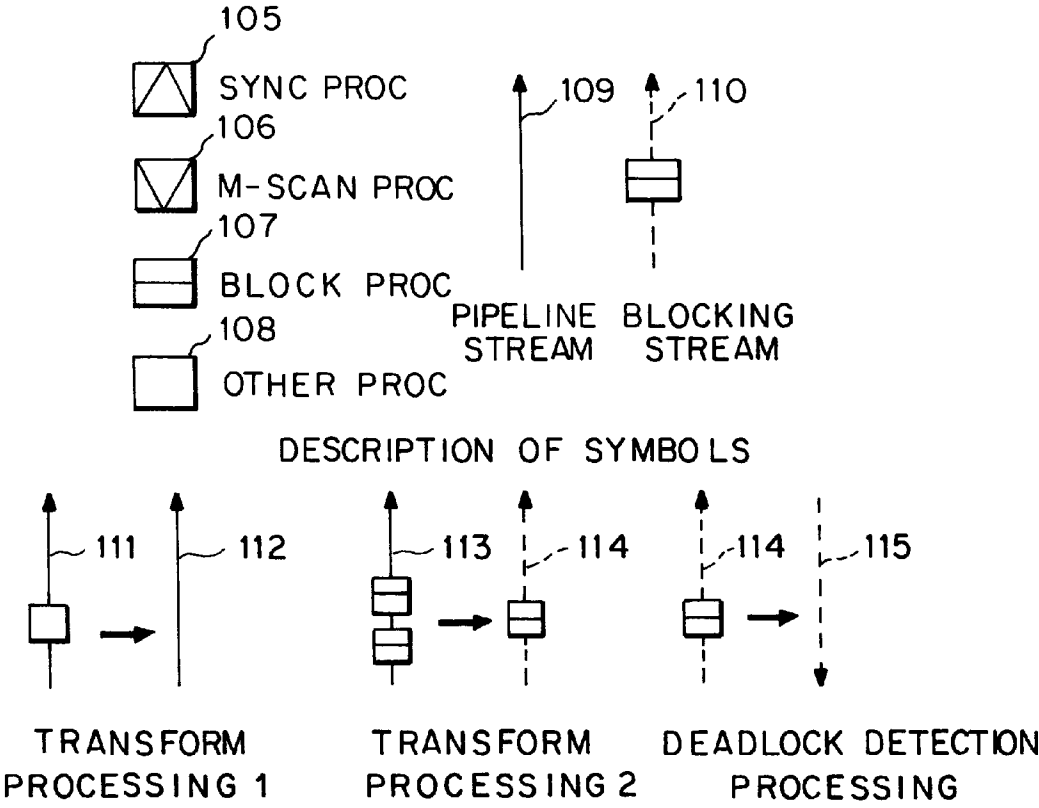 105
SYNC PROC
109
110
106
M-SCAN PROC
107
BLOCK PROC
PIPELINE
STREAM
BLOCKING
STREAM
108
OTHER PROC
DESCRIPTION OF SYMBOLS
111
112
113
114
114
115
TRANSFORM
PROCESSING 1
TRANSFORM
PROCESSING 2
DEADLOCK DETECTION
PROCESSING